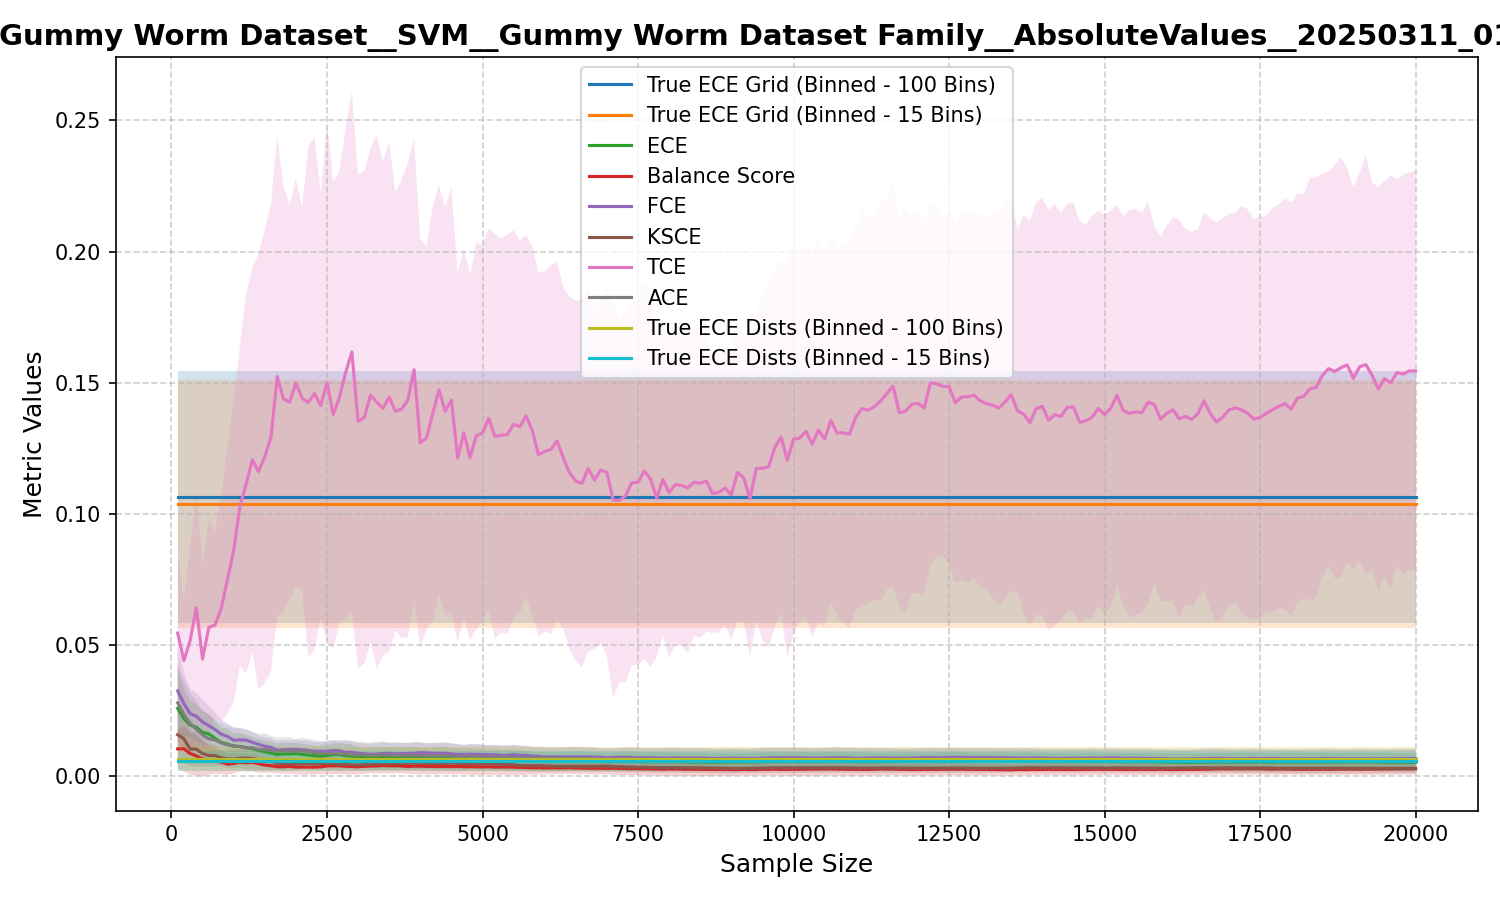 Gummy Worm Dataset__SVM__Gummy Worm Dataset Family__AbsoluteValues__20250311_01
True ECE Grid (Binned - 100 Bins)
True ECE Grid (Binned - 15 Bins)
ECE
Balance Score
FCE
KSCE
TCE
ACE
True ECE Dists (Binned - 100 Bins)
True ECE Dists (Binned - 15 Bins)
Metric Values
0.25
0.20
0.15
0.10
0.05
0.00
0
2500
5000
7500
10000
12500
15000
17500
20000
Sample Size